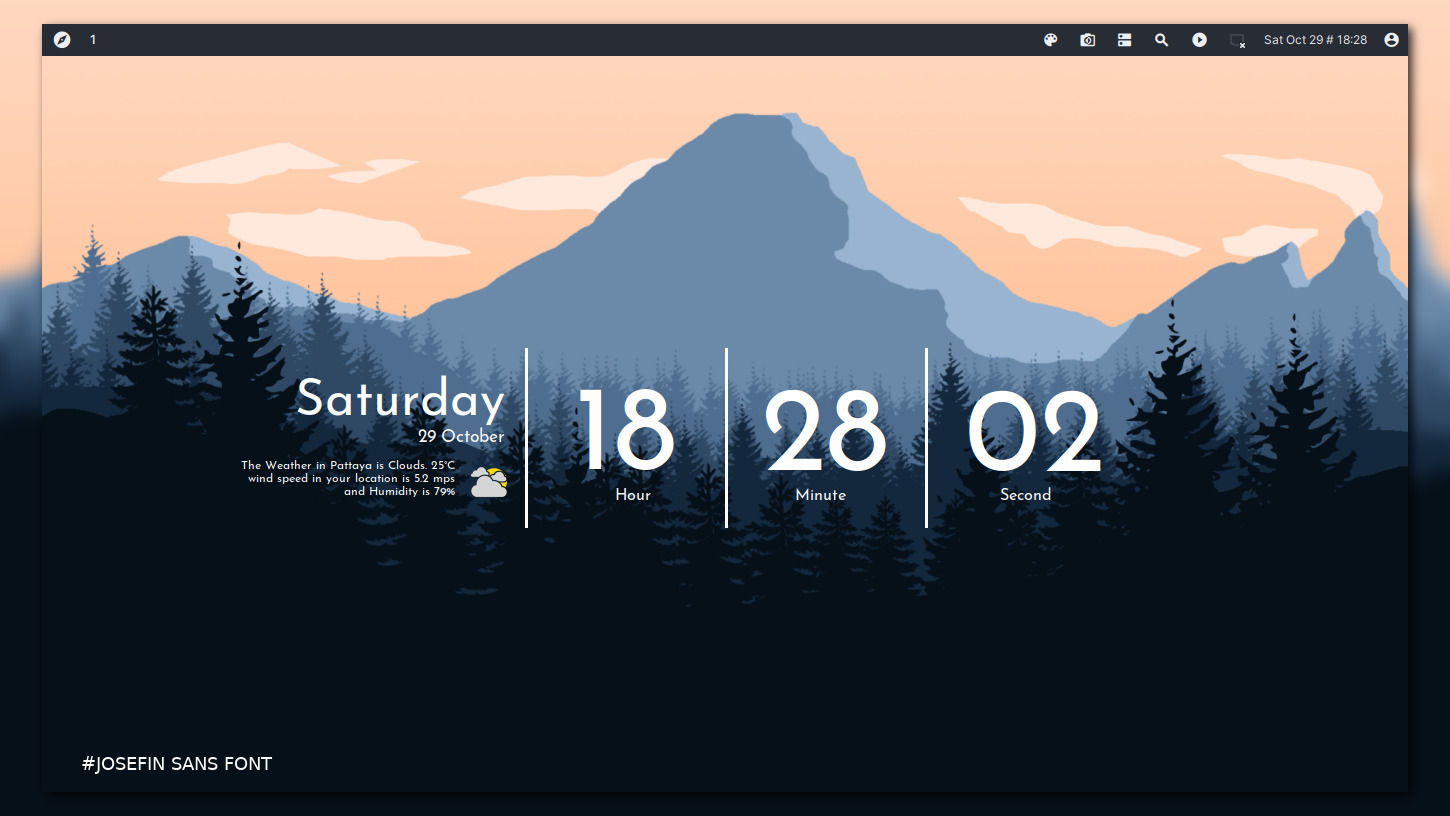 1
Sat Oct 29 # 18:28
Saturday
29 October
The Weather in Pattaya is Clouds. 25°C
wind speed in your location is 5.2 mps
and Humidity is 79%
18
Hour
28
Minute
02
Second
#JOSEFIN SANS FONT